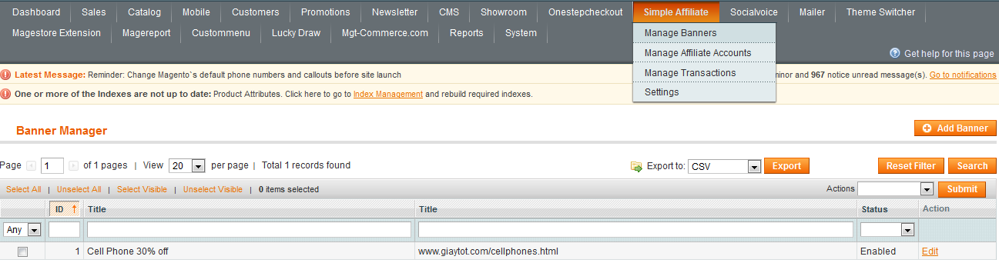 Dashboard Sales Catalog Mobile Customers Promotions Newsletter CMS Showroom Onestepcheckout Simple Affiliate Socialvoice Mailer Theme Switcher
Magestore Extension Magereport Custommenu Lucky Draw Mgt-Commerce.com Reports System
Manage Banners
Manage Affiliate Accounts
Manage Transactions
Settings
Get help for this page
Latest Message: Reminder: Change Magento`s default phone numbers and callouts before site launch
and 967 notice unread message(s). Go to notifications
One or more of the Indexes are not up to date: Product Attributes. Click here to go to Index Management and rebuild required indexes.
Banner Manager Add Banner
Page 1 of 1 pages | View 20 per page | Total 1 records found Export to: CSV Export Reset Filter Search
Select All | Unselect All | Select Visible | Unselect Visible | 0 items selected Actions Submit
ID Title Title Status Action
Any
1 Cell Phone 30% off www.giaytot.com/cellphones.html Enabled Edit